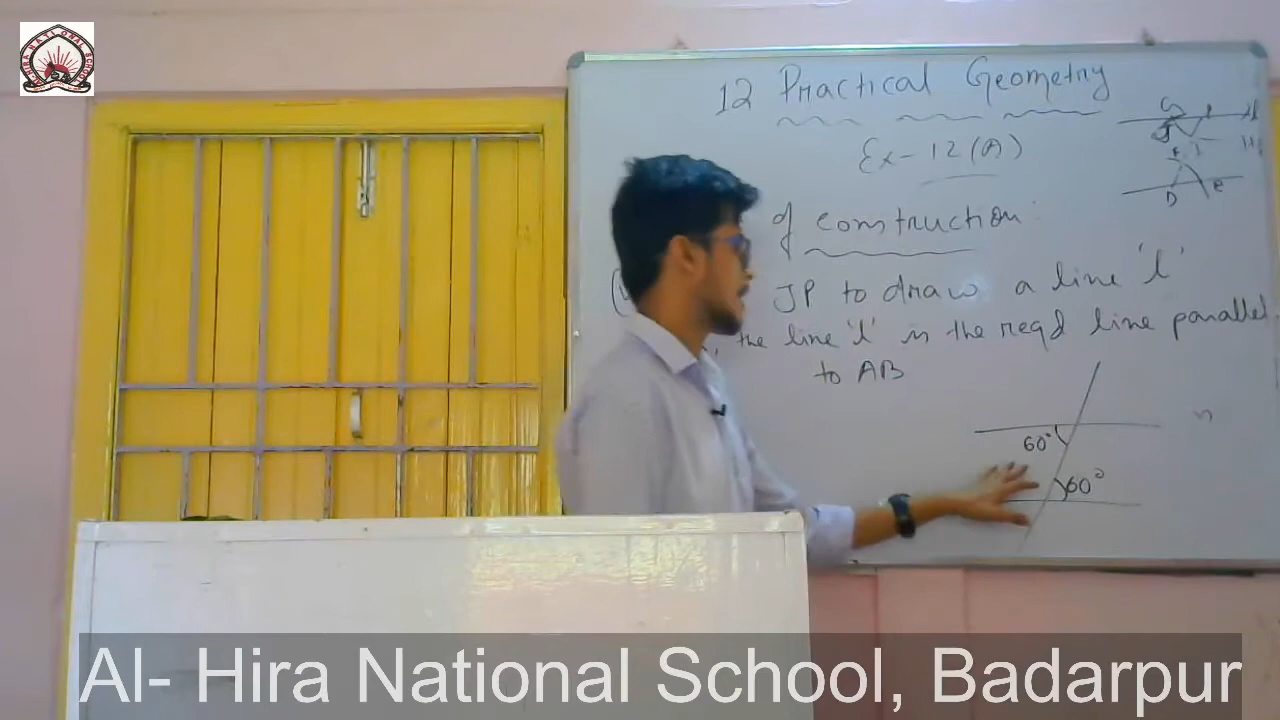 12 Practical Geometry
Ex-12(A)
of construction:
JP to draw a line 'l'
the line 'l' is the reqd line parallel
to AB
60°
60°
G
D
e
Al- Hira National School, Badarpur